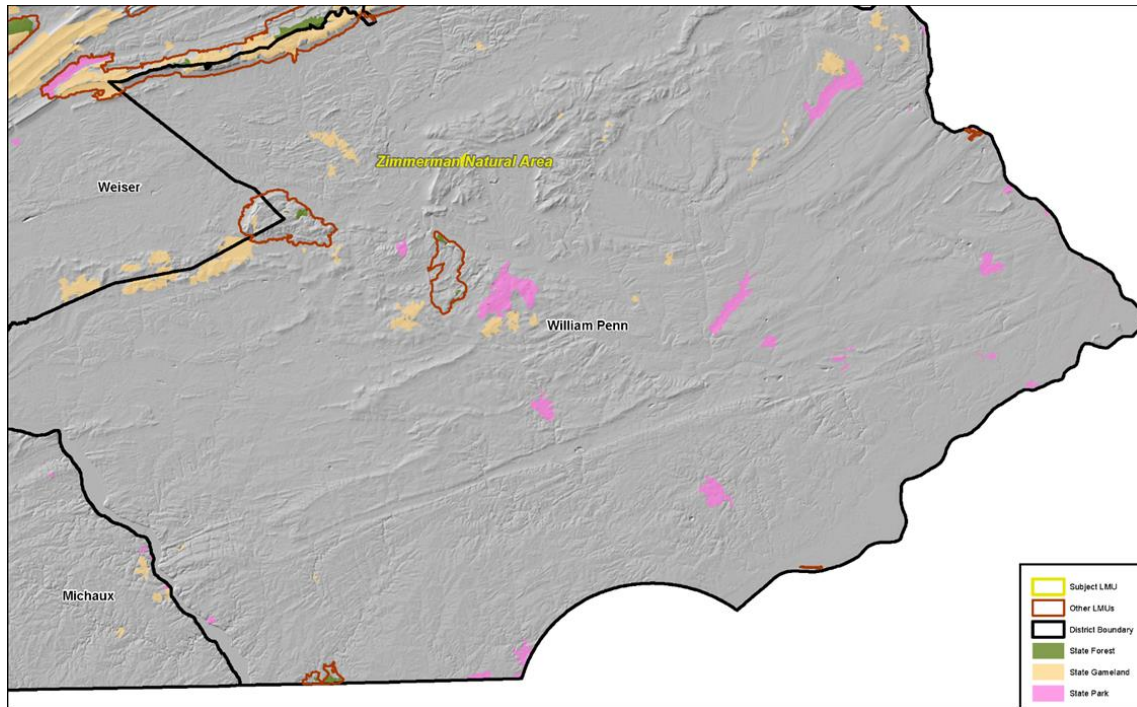 Zimmerman Natural Area
Weiser
William Penn
Michaux
Subject LMU
Other LMUs
District Boundary
State Forest
State Gameland
State Park